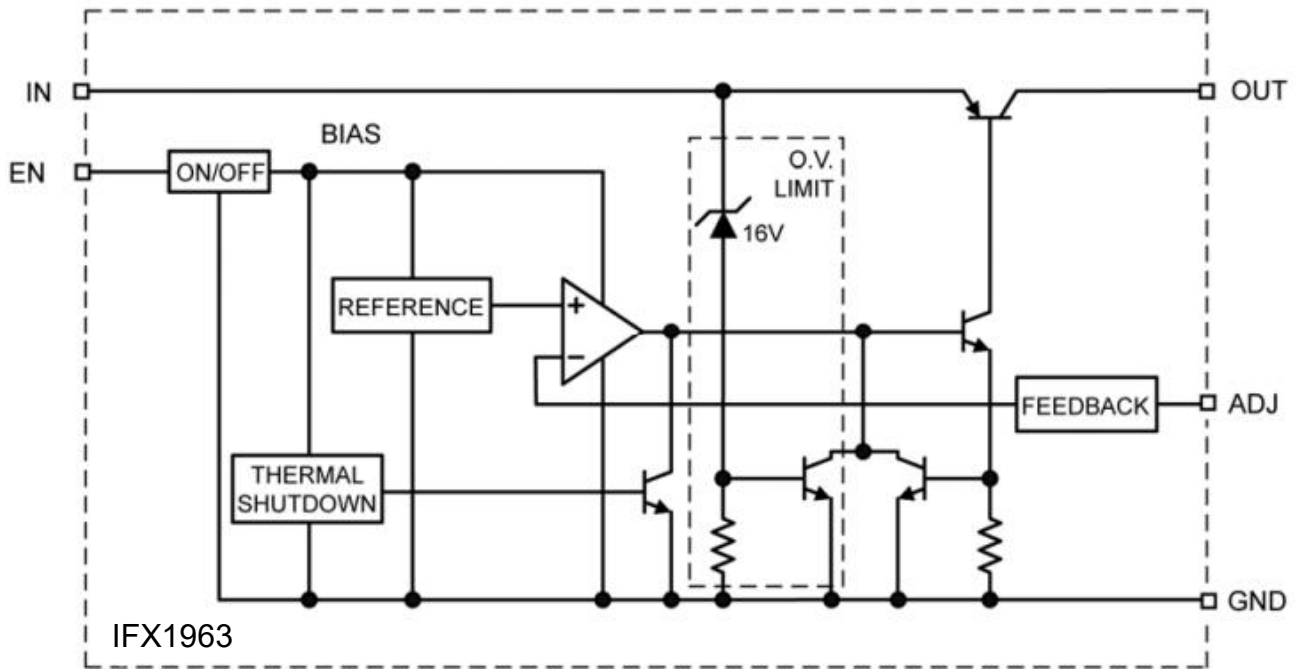 IN
OUT
BIAS
EN
ON/OFF
O.V.
LIMIT
16V
REFERENCE
+
−
FEEDBACK
ADJ
THERMAL
SHUTDOWN
GND
IFX1963